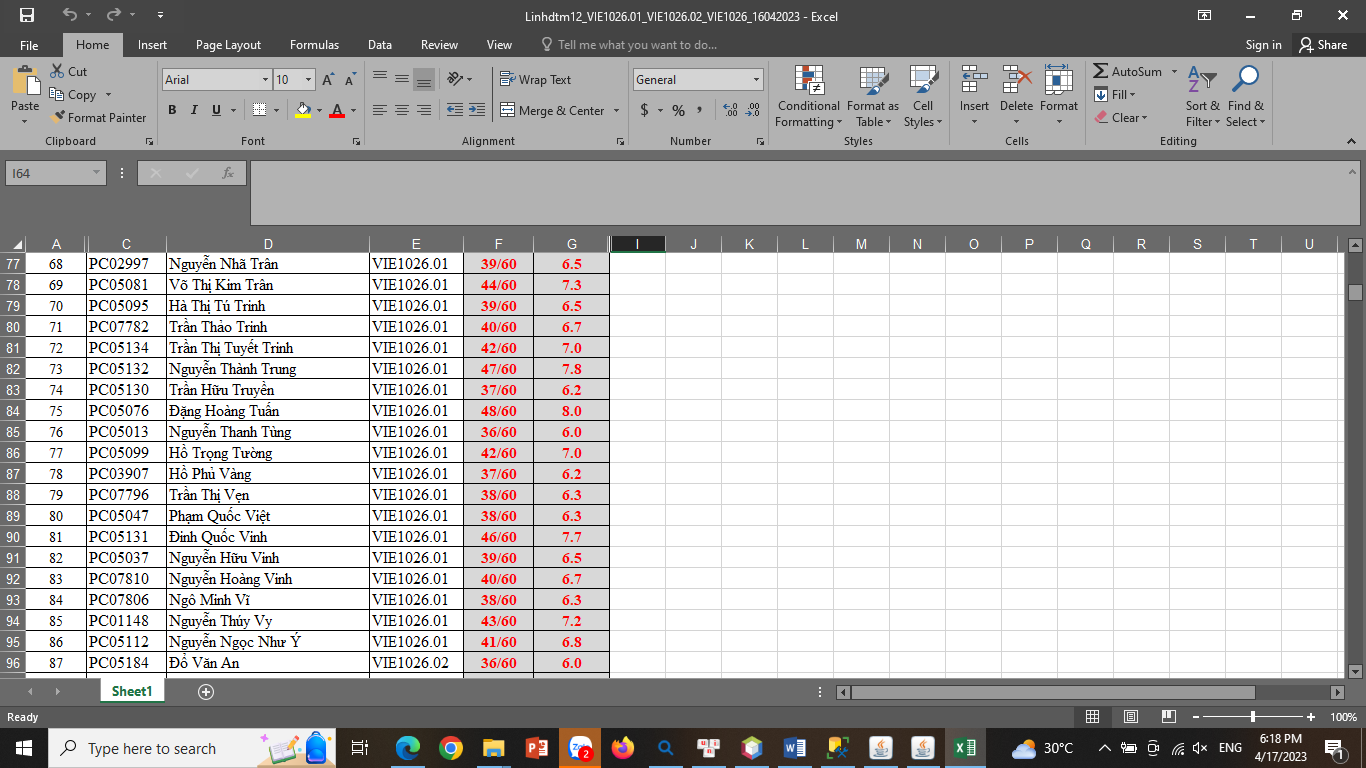 Linhdtm12_VIE1026.01_VIE1026.02_VIE1026_16042023 - Excel
File Home Insert Page Layout Formulas Data Review View Tell me what you want to do... Sign in Share
Paste Cut Copy Format Painter
Clipboard
Arial 10
B I U
Font
Wrap Text
Merge & Center
Alignment
General
$ % ,
Number
Conditional Formatting Format as Table Cell Styles
Styles
Insert Delete Format
Cells
AutoSum Fill Clear
Sort & Filter Find & Select
Editing
I64 fx
A C D E F G I J K L M N O P Q R S T U
77 68 PC02997 Nguyễn Nhã Trân VIE1026.01 39/60 6.5
78 69 PC05081 Võ Thị Kim Trân VIE1026.01 44/60 7.3
79 70 PC05095 Hà Thị Tú Trinh VIE1026.01 39/60 6.5
80 71 PC07782 Trần Thảo Trinh VIE1026.01 40/60 6.7
81 72 PC05134 Trần Thị Tuyết Trinh VIE1026.01 42/60 7.0
82 73 PC05132 Nguyễn Thành Trung VIE1026.01 47/60 7.8
83 74 PC05130 Trần Hữu Truyền VIE1026.01 37/60 6.2
84 75 PC05076 Đặng Hoàng Tuấn VIE1026.01 48/60 8.0
85 76 PC05013 Nguyễn Thanh Tùng VIE1026.01 36/60 6.0
86 77 PC05099 Hồ Trọng Tường VIE1026.01 42/60 7.0
87 78 PC03907 Hồ Phủ Vàng VIE1026.01 37/60 6.2
88 79 PC07796 Trần Thị Vẹn VIE1026.01 38/60 6.3
89 80 PC05047 Phạm Quốc Việt VIE1026.01 38/60 6.3
90 81 PC05131 Đinh Quốc Vinh VIE1026.01 46/60 7.7
91 82 PC05037 Nguyễn Hữu Vinh VIE1026.01 39/60 6.5
92 83 PC07810 Nguyễn Hoàng Vinh VIE1026.01 40/60 6.7
93 84 PC07806 Ngô Minh Vĩ VIE1026.01 38/60 6.3
94 85 PC01148 Nguyễn Thúy Vy VIE1026.01 43/60 7.2
95 86 PC05112 Nguyễn Ngọc Như Ý VIE1026.01 41/60 6.8
96 87 PC05184 Đổ Văn An VIE1026.02 36/60 6.0
Sheet1
Ready 100%
Type here to search 2 30°C ENG 6:18 PM 1
4/17/2023